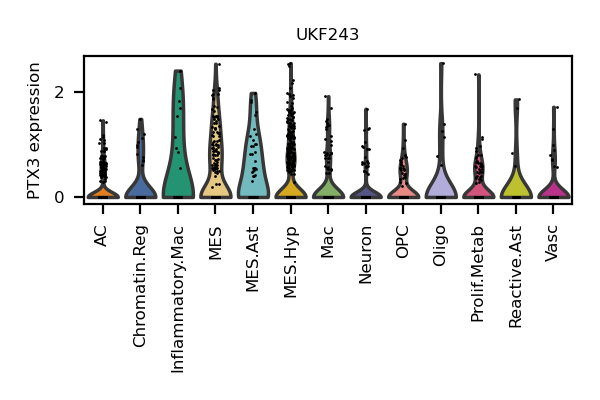 UKF243
PTX3 expression
2
0
AC
Chromatin.Reg
Inflammatory.Mac
MES
MES.Ast
MES.Hyp
Mac
Neuron
OPC
Oligo
Prolif.Metab
Reactive.Ast
Vasc